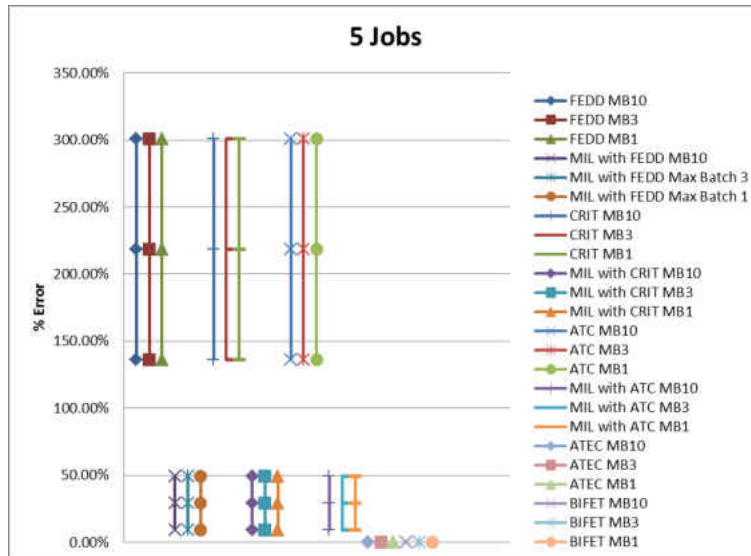 5 Jobs
350.00%
300.00%
250.00%
200.00%
150.00%
100.00%
50.00%
0.00%
% Error
FEDD MB10
FEDD MB3
FEDD MB1
MIL with FEDD MB10
MIL with FEDD Max Batch 3
MIL with FEDD Max Batch 1
CRIT MB10
CRIT MB3
CRIT MB1
MIL with CRIT MB10
MIL with CRIT MB3
MIL with CRIT MB1
ATC MB10
ATC MB3
ATC MB1
MIL with ATC MB10
MIL with ATC MB3
MIL with ATC MB1
ATEC MB10
ATEC MB3
ATEC MB1
BIFET MB10
BIFET MB3
BIFET MB1